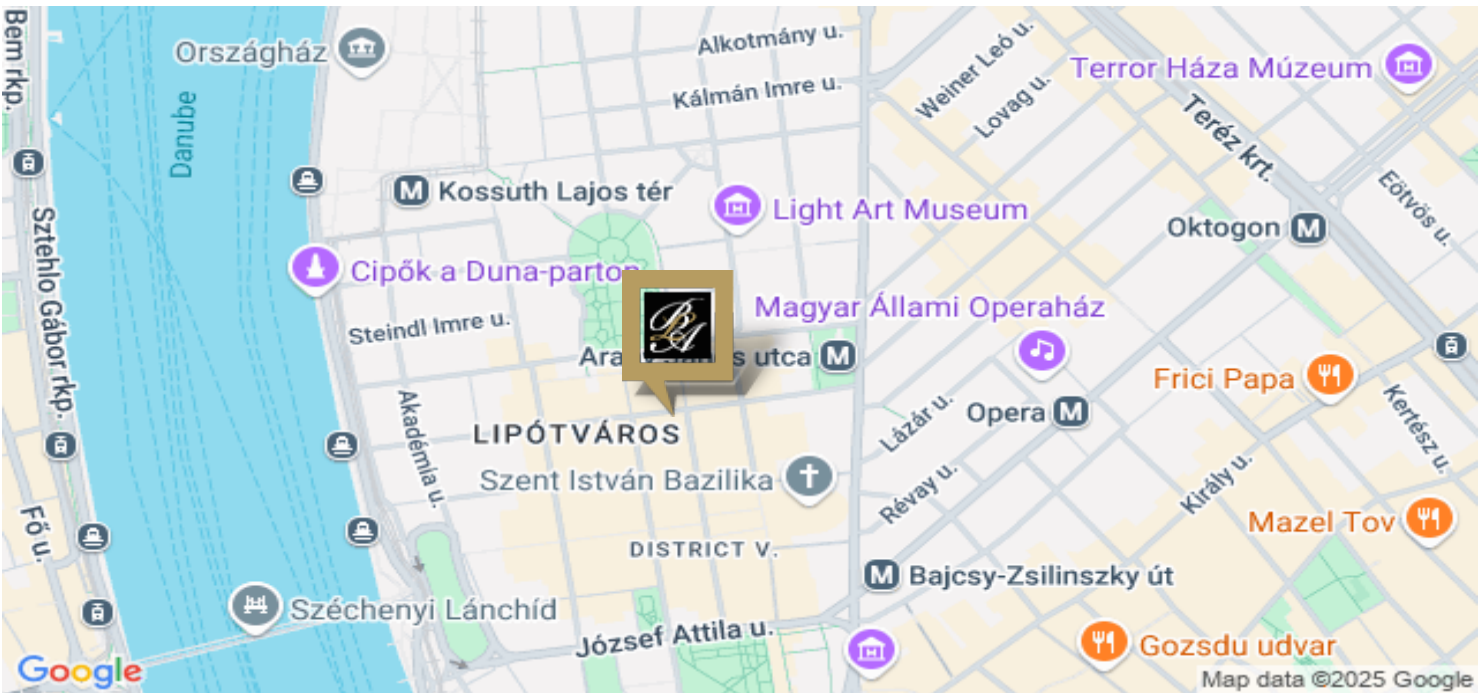 Bem rkp.
Országház
Alkotmány u.
Weiner Leó u.
Terror Háza Múzeum
Kálmán Imre u.
Lovag u.
Teréz krt.
Danube
M Kossuth Lajos tér
Light Art Museum
Eötvös u.
Oktogon M
Sztehlo Gábor rkp.
Cipők a Duna-parton
Steindl Imre u.
Magyar Állami Operaház
utca M
Frici Papa
Akadémia u.
LIPÓTVÁROS
Lázár u.
Opera M
Kertész u.
Szent István Bazilika
Révay u.
Király u.
Fő u.
Mazel Tov
DISTRICT V.
M Bajcsy-Zsilinszky út
Széchenyi Lánchíd
József Attila u.
Gozsdu udvar
Google
Map data ©2025 Google